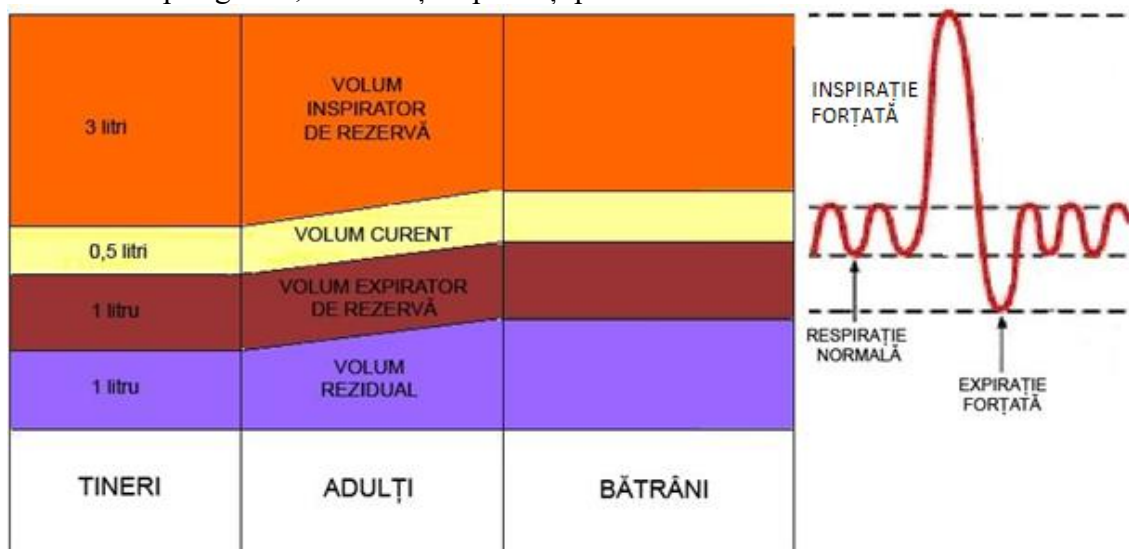 3 litri
VOLUM
INSPIRATOR
DE REZERVĂ
0,5 litri
VOLUM CURENT
1 litru
VOLUM EXPIRATOR
DE REZERVĂ
1 litru
VOLUM
REZIDUAL
TINERI
ADULȚI
BĂTRÂNI
INSPIRAȚIE
FORȚATĂ
RESPIRAȚIE
NORMALĂ
EXPIRAȚIE
FORȚATĂ